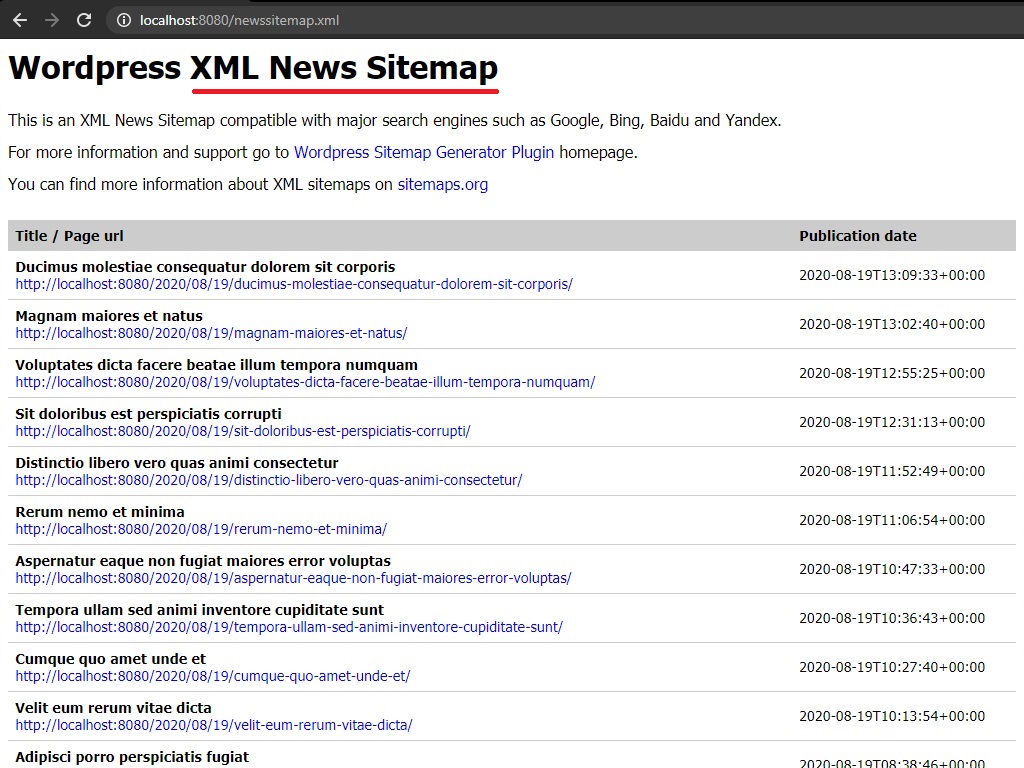 localhost:8080/newssitemap.xml
Wordpress XML News Sitemap
This is an XML News Sitemap compatible with major search engines such as Google, Bing, Baidu and Yandex.
For more information and support go to Wordpress Sitemap Generator Plugin homepage.
You can find more information about XML sitemaps on sitemaps.org
Title / Page url Publication date
Ducimus molestiae consequatur dolorem sit corporis
http://localhost:8080/2020/08/19/ducimus-molestiae-consequatur-dolorem-sit-corporis/ 2020-08-19T13:09:33+00:00
Magnam maiores et natus
http://localhost:8080/2020/08/19/magnam-maiores-et-natus/ 2020-08-19T13:02:40+00:00
Voluptates dicta facere beatae illum tempora numquam
http://localhost:8080/2020/08/19/voluptates-dicta-facere-beatae-illum-tempora-numquam/ 2020-08-19T12:55:25+00:00
Sit doloribus est perspiciatis corrupti
http://localhost:8080/2020/08/19/sit-doloribus-est-perspiciatis-corrupti/ 2020-08-19T12:31:13+00:00
Distinctio libero vero quas animi consectetur
http://localhost:8080/2020/08/19/distinctio-libero-vero-quas-animi-consectetur/ 2020-08-19T11:52:49+00:00
Rerum nemo et minima
http://localhost:8080/2020/08/19/rerum-nemo-et-minima/ 2020-08-19T11:06:54+00:00
Aspernatur eaque non fugiat maiores error voluptas
http://localhost:8080/2020/08/19/aspernatur-eaque-non-fugiat-maiores-error-voluptas/ 2020-08-19T10:47:33+00:00
Tempora ullam sed animi inventore cupiditate sunt
http://localhost:8080/2020/08/19/tempora-ullam-sed-animi-inventore-cupiditate-sunt/ 2020-08-19T10:36:43+00:00
Cumque quo amet unde et
http://localhost:8080/2020/08/19/cumque-quo-amet-unde-et/ 2020-08-19T10:27:40+00:00
Velit eum rerum vitae dicta
http://localhost:8080/2020/08/19/velit-eum-rerum-vitae-dicta/ 2020-08-19T10:13:54+00:00
Adipisci porro perspiciatis fugiat
2020-08-19T08:38:46+00:00